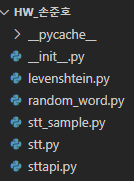 HW_손준호
__pycache__
__init__.py
levenshtein.py
random_word.py
stt_sample.py
stt.py
sttapi.py